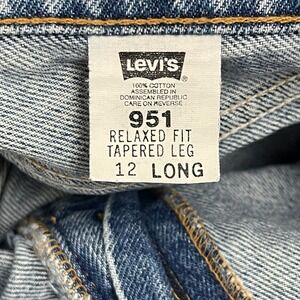 LEVI'S
®
100% COTTON
ASSEMBLED IN
DOMINICAN REPUBLIC
CARE ON REVERSE
951
RELAXED FIT
TAPERED LEG
12 LONG